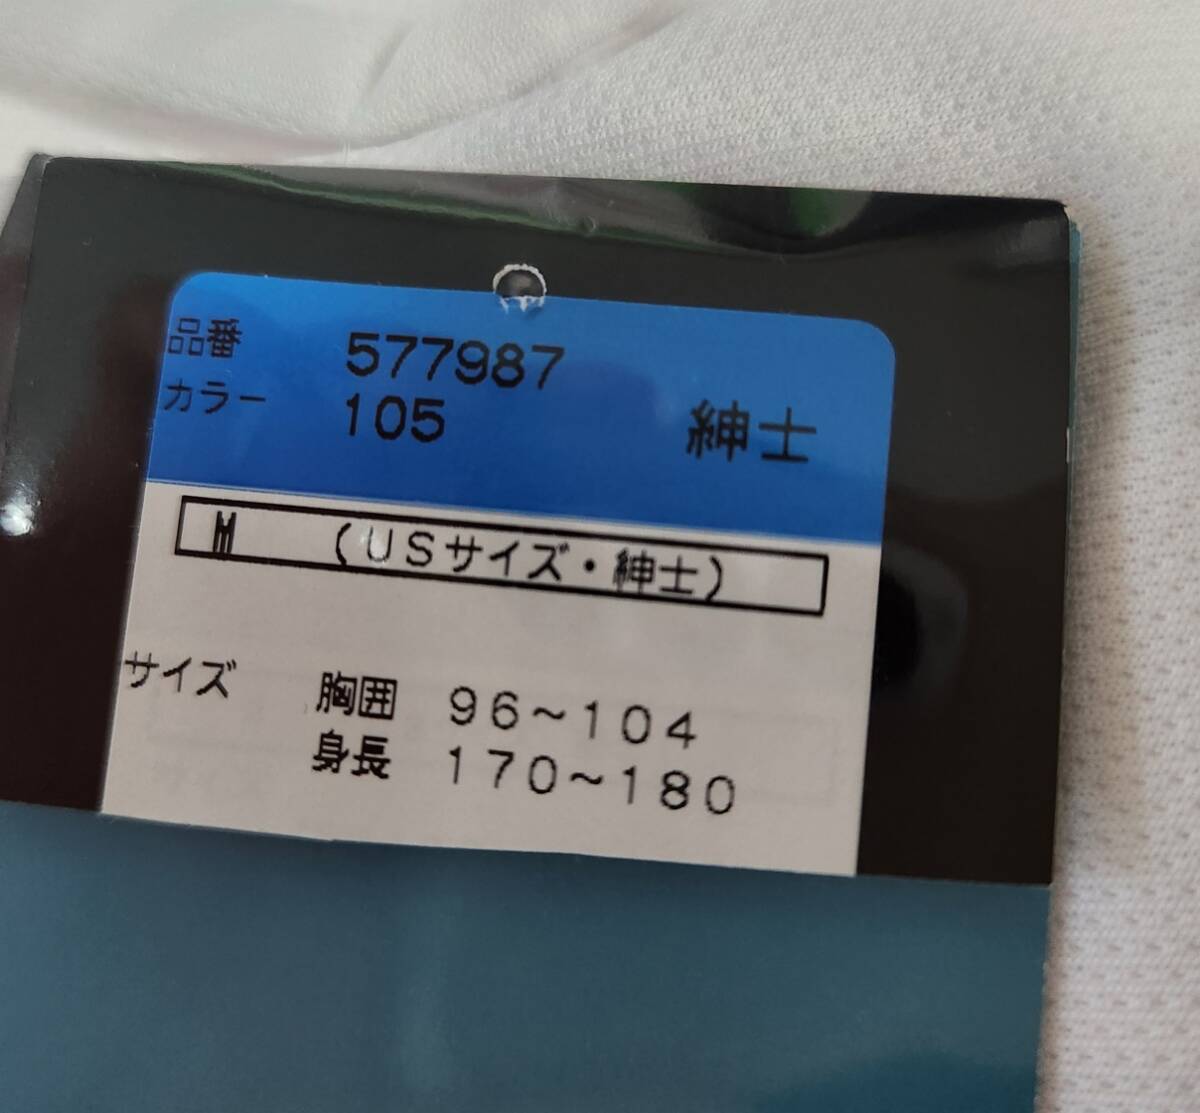 品番 577987
カラー 105 紳士
M (USサイズ・紳士)
サイズ 胸囲 96~104
身長 170~180